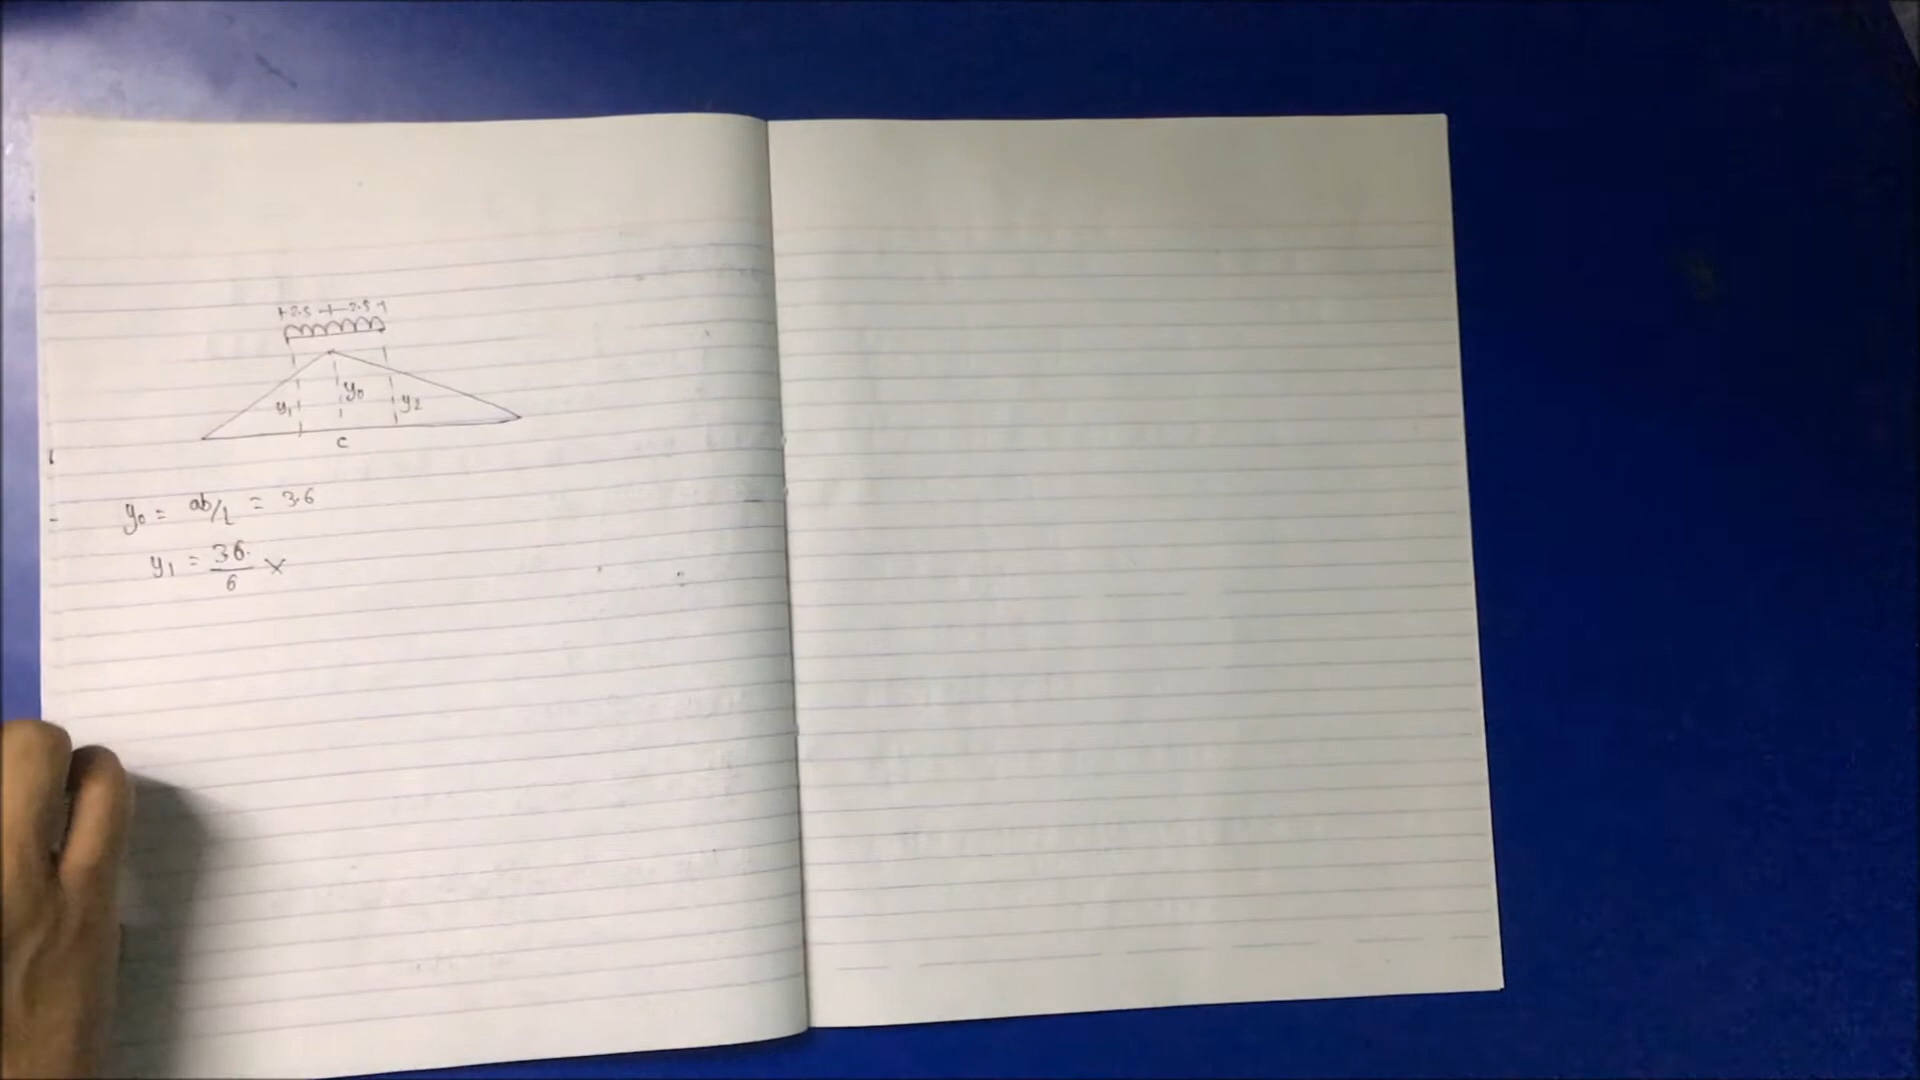 2.5 2.5
y₁ y₀ y₂
c
y₀ = ab/L = 3.6
y₁ = 3.6/6 ×